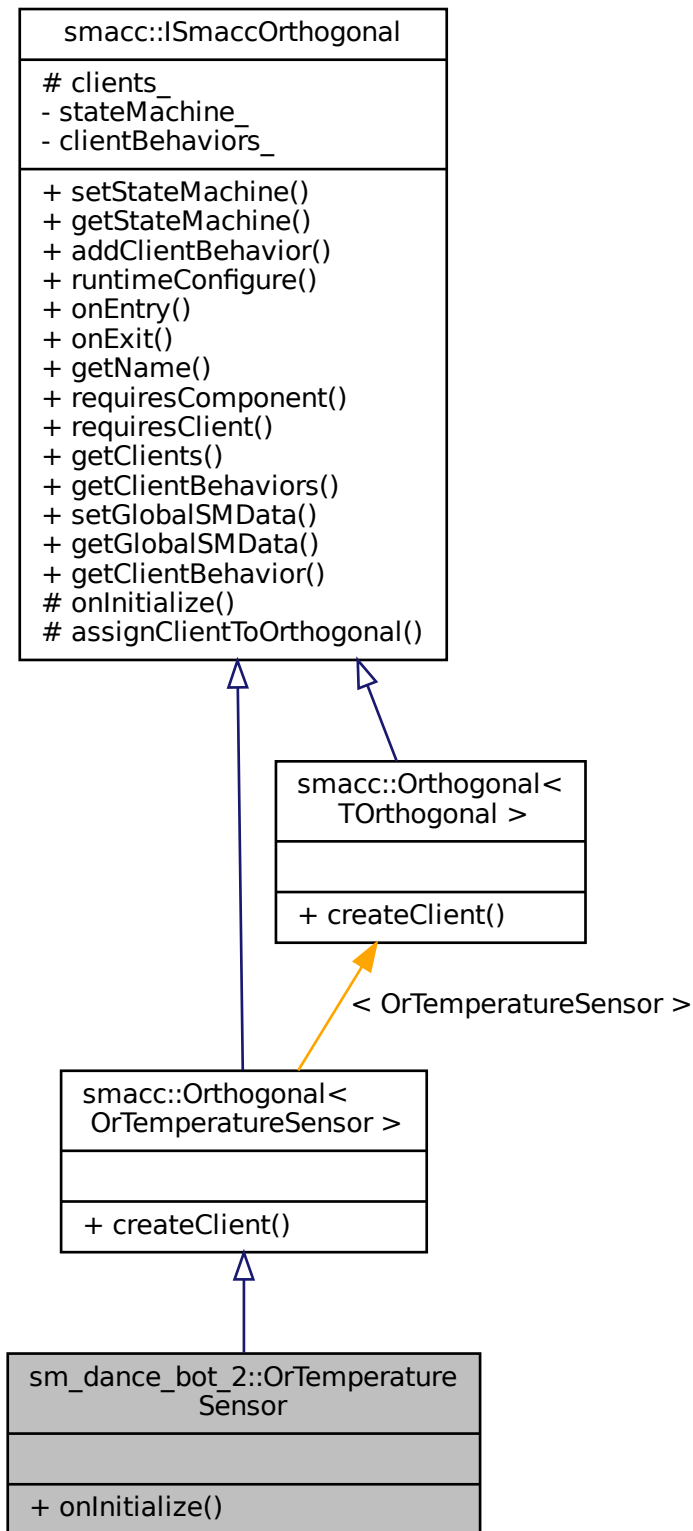 smacc::ISmaccOrthogonal
# clients_
- stateMachine_
- clientBehaviors_
+ setStateMachine()
+ getStateMachine()
+ addClientBehavior()
+ runtimeConfigure()
+ onEntry()
+ onExit()
+ getName()
+ requiresComponent()
+ requiresClient()
+ getClients()
+ getClientBehaviors()
+ setGlobalSMData()
+ getGlobalSMData()
+ getClientBehavior()
# onInitialize()
# assignClientToOrthogonal()
smacc::Orthogonal<
TOrthogonal >
+ createClient()
< OrTemperatureSensor >
smacc::Orthogonal<
OrTemperatureSensor >
+ createClient()
sm_dance_bot_2::OrTemperature
Sensor
+ onInitialize()